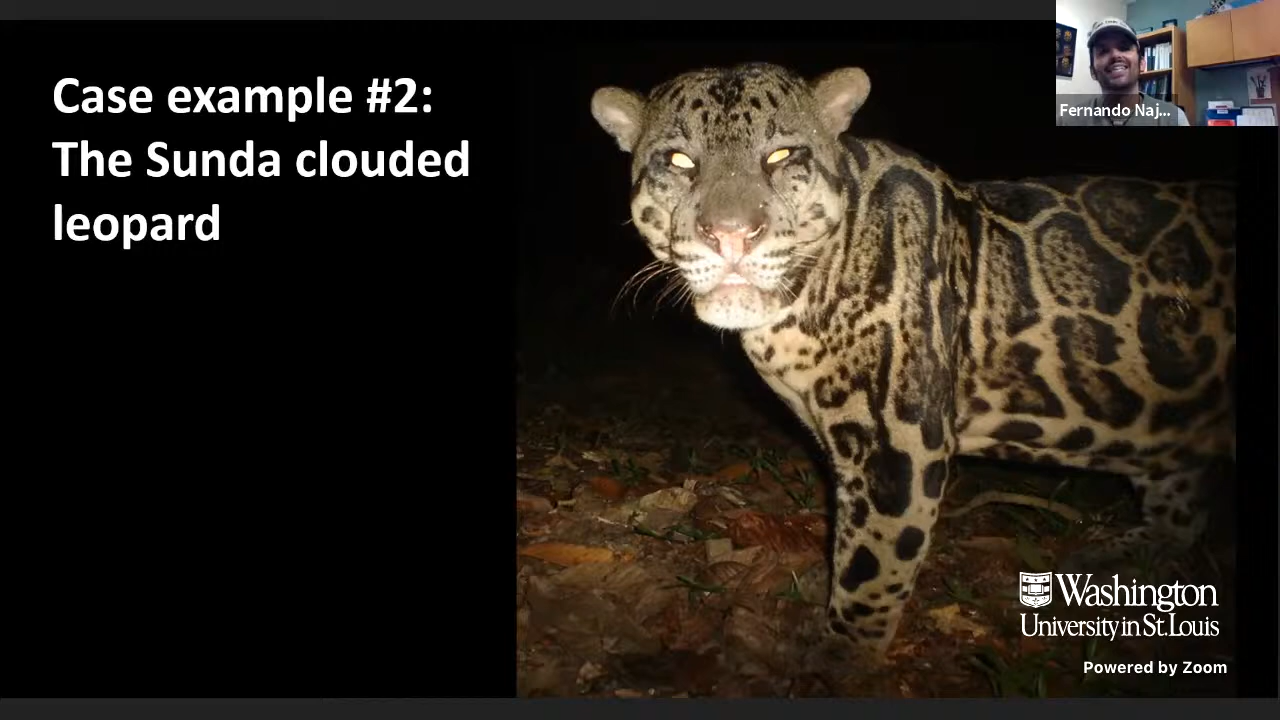 Case example #2:
The Sunda clouded
leopard
Fernando Naj...
Washington
University in St.Louis
Powered by Zoom